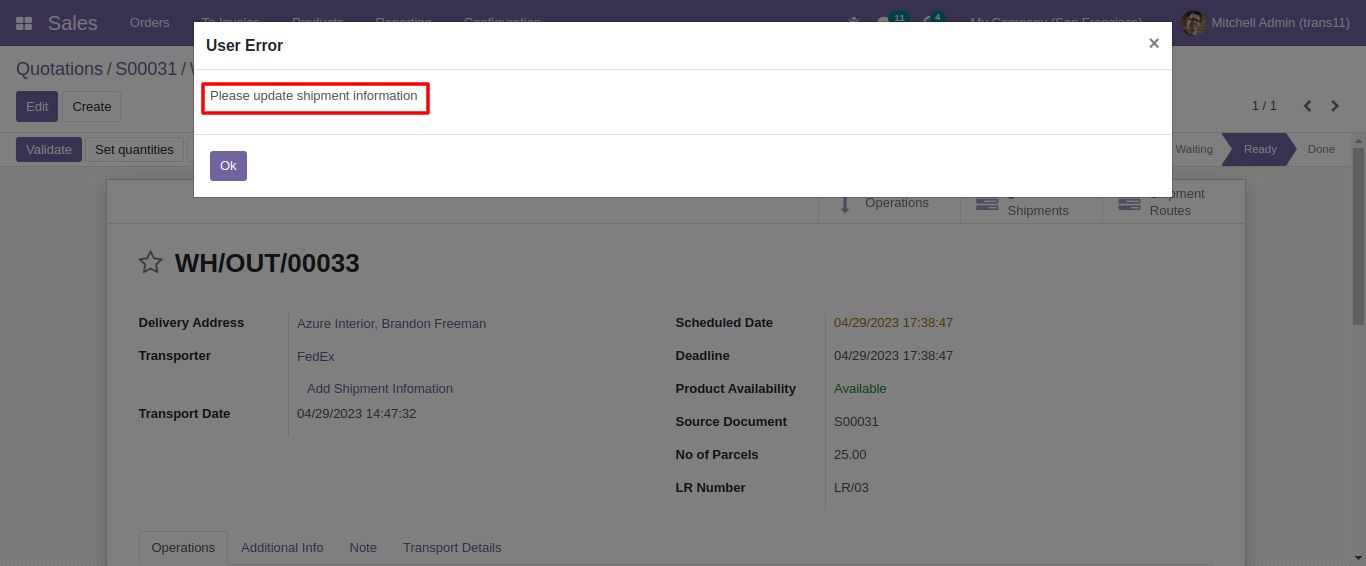 Sales Orders To Invoice Products Reporting Configuration 11 4 My Company (San Francisco) Mitchell Admin (trans11)
User Error ×
Quotations / S00031 /
Please update shipment information
Edit Create 1 / 1
Validate Set quantities Waiting Ready Done
Ok
Operations
Shipments
Shipment
Routes
WH/OUT/00033
Delivery Address Azure Interior, Brandon Freeman Scheduled Date 04/29/2023 17:38:47
Transporter FedEx Deadline 04/29/2023 17:38:47
Add Shipment Infomation Product Availability Available
Transport Date 04/29/2023 14:47:32 Source Document S00031
No of Parcels 25.00
LR Number LR/03
Operations Additional Info Note Transport Details